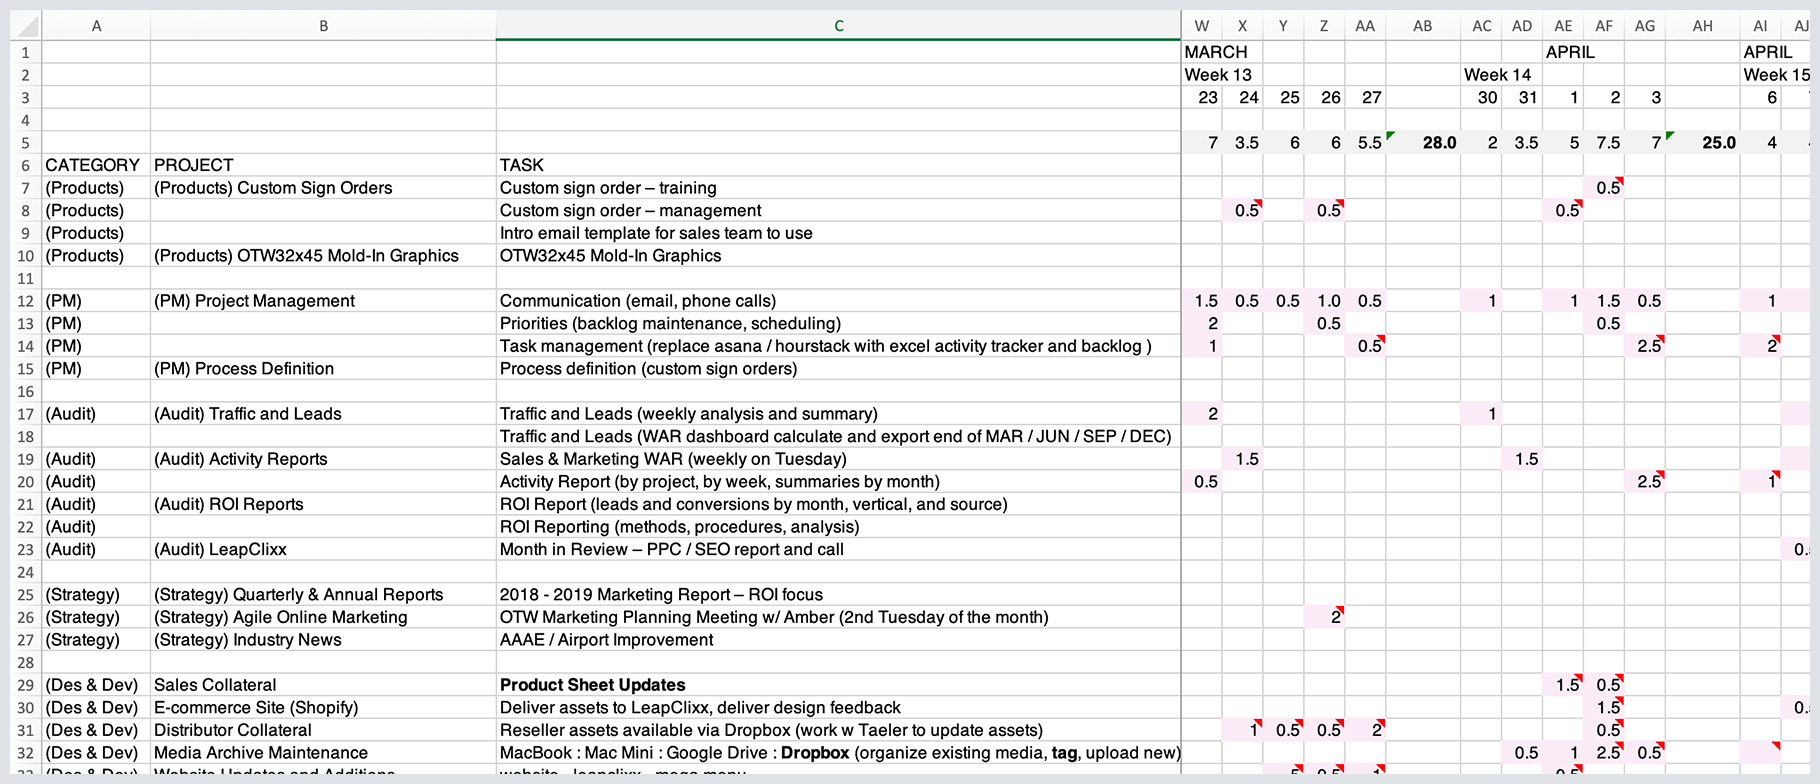 A B C W X Y Z AA AB AC AD AE AF AG AH AI AJ
1 MARCH APRIL APRIL
2 Week 13 Week 14 Week 15
3 23 24 25 26 27 30 31 1 2 3 6
4
5 7 3.5 6 6 5.5 28.0 2 3.5 5 7.5 7 25.0 4
6 CATEGORY PROJECT TASK
7 (Products) (Products) Custom Sign Orders Custom sign order – training 0.5
8 (Products) Custom sign order – management 0.5 0.5 0.5
9 (Products) Intro email template for sales team to use
10 (Products) (Products) OTW32x45 Mold-In Graphics OTW32x45 Mold-In Graphics
11
12 (PM) (PM) Project Management Communication (email, phone calls) 1.5 0.5 0.5 1.0 0.5 1 1 1.5 0.5 1
13 (PM) Priorities (backlog maintenance, scheduling) 2 0.5 0.5
14 (PM) Task management (replace asana / hourstack with excel activity tracker and backlog ) 1 0.5 2.5 2
15 (PM) (PM) Process Definition Process definition (custom sign orders)
16
17 (Audit) (Audit) Traffic and Leads Traffic and Leads (weekly analysis and summary) 2 1
18 Traffic and Leads (WAR dashboard calculate and export end of MAR / JUN / SEP / DEC)
19 (Audit) (Audit) Activity Reports Sales & Marketing WAR (weekly on Tuesday) 1.5 1.5
20 (Audit) Activity Report (by project, by week, summaries by month) 0.5 2.5 1
21 (Audit) (Audit) ROI Reports ROI Report (leads and conversions by month, vertical, and source)
22 (Audit) ROI Reporting (methods, procedures, analysis)
23 (Audit) (Audit) LeapClixx Month in Review – PPC / SEO report and call 0.
24
25 (Strategy) (Strategy) Quarterly & Annual Reports 2018 - 2019 Marketing Report – ROI focus
26 (Strategy) (Strategy) Agile Online Marketing OTW Marketing Planning Meeting w/ Amber (2nd Tuesday of the month) 2
27 (Strategy) (Strategy) Industry News AAAE / Airport Improvement
28
29 (Des & Dev) Sales Collateral Product Sheet Updates 1.5 0.5
30 (Des & Dev) E-commerce Site (Shopify) Deliver assets to LeapClixx, deliver design feedback 1.5 0.
31 (Des & Dev) Distributor Collateral Reseller assets available via Dropbox (work w Taeler to update assets) 1 0.5 0.5 2 0.5
32 (Des & Dev) Media Archive Maintenance MacBook : Mac Mini : Google Drive : Dropbox (organize existing media, tag, upload new) 0.5 1 2.5 0.5